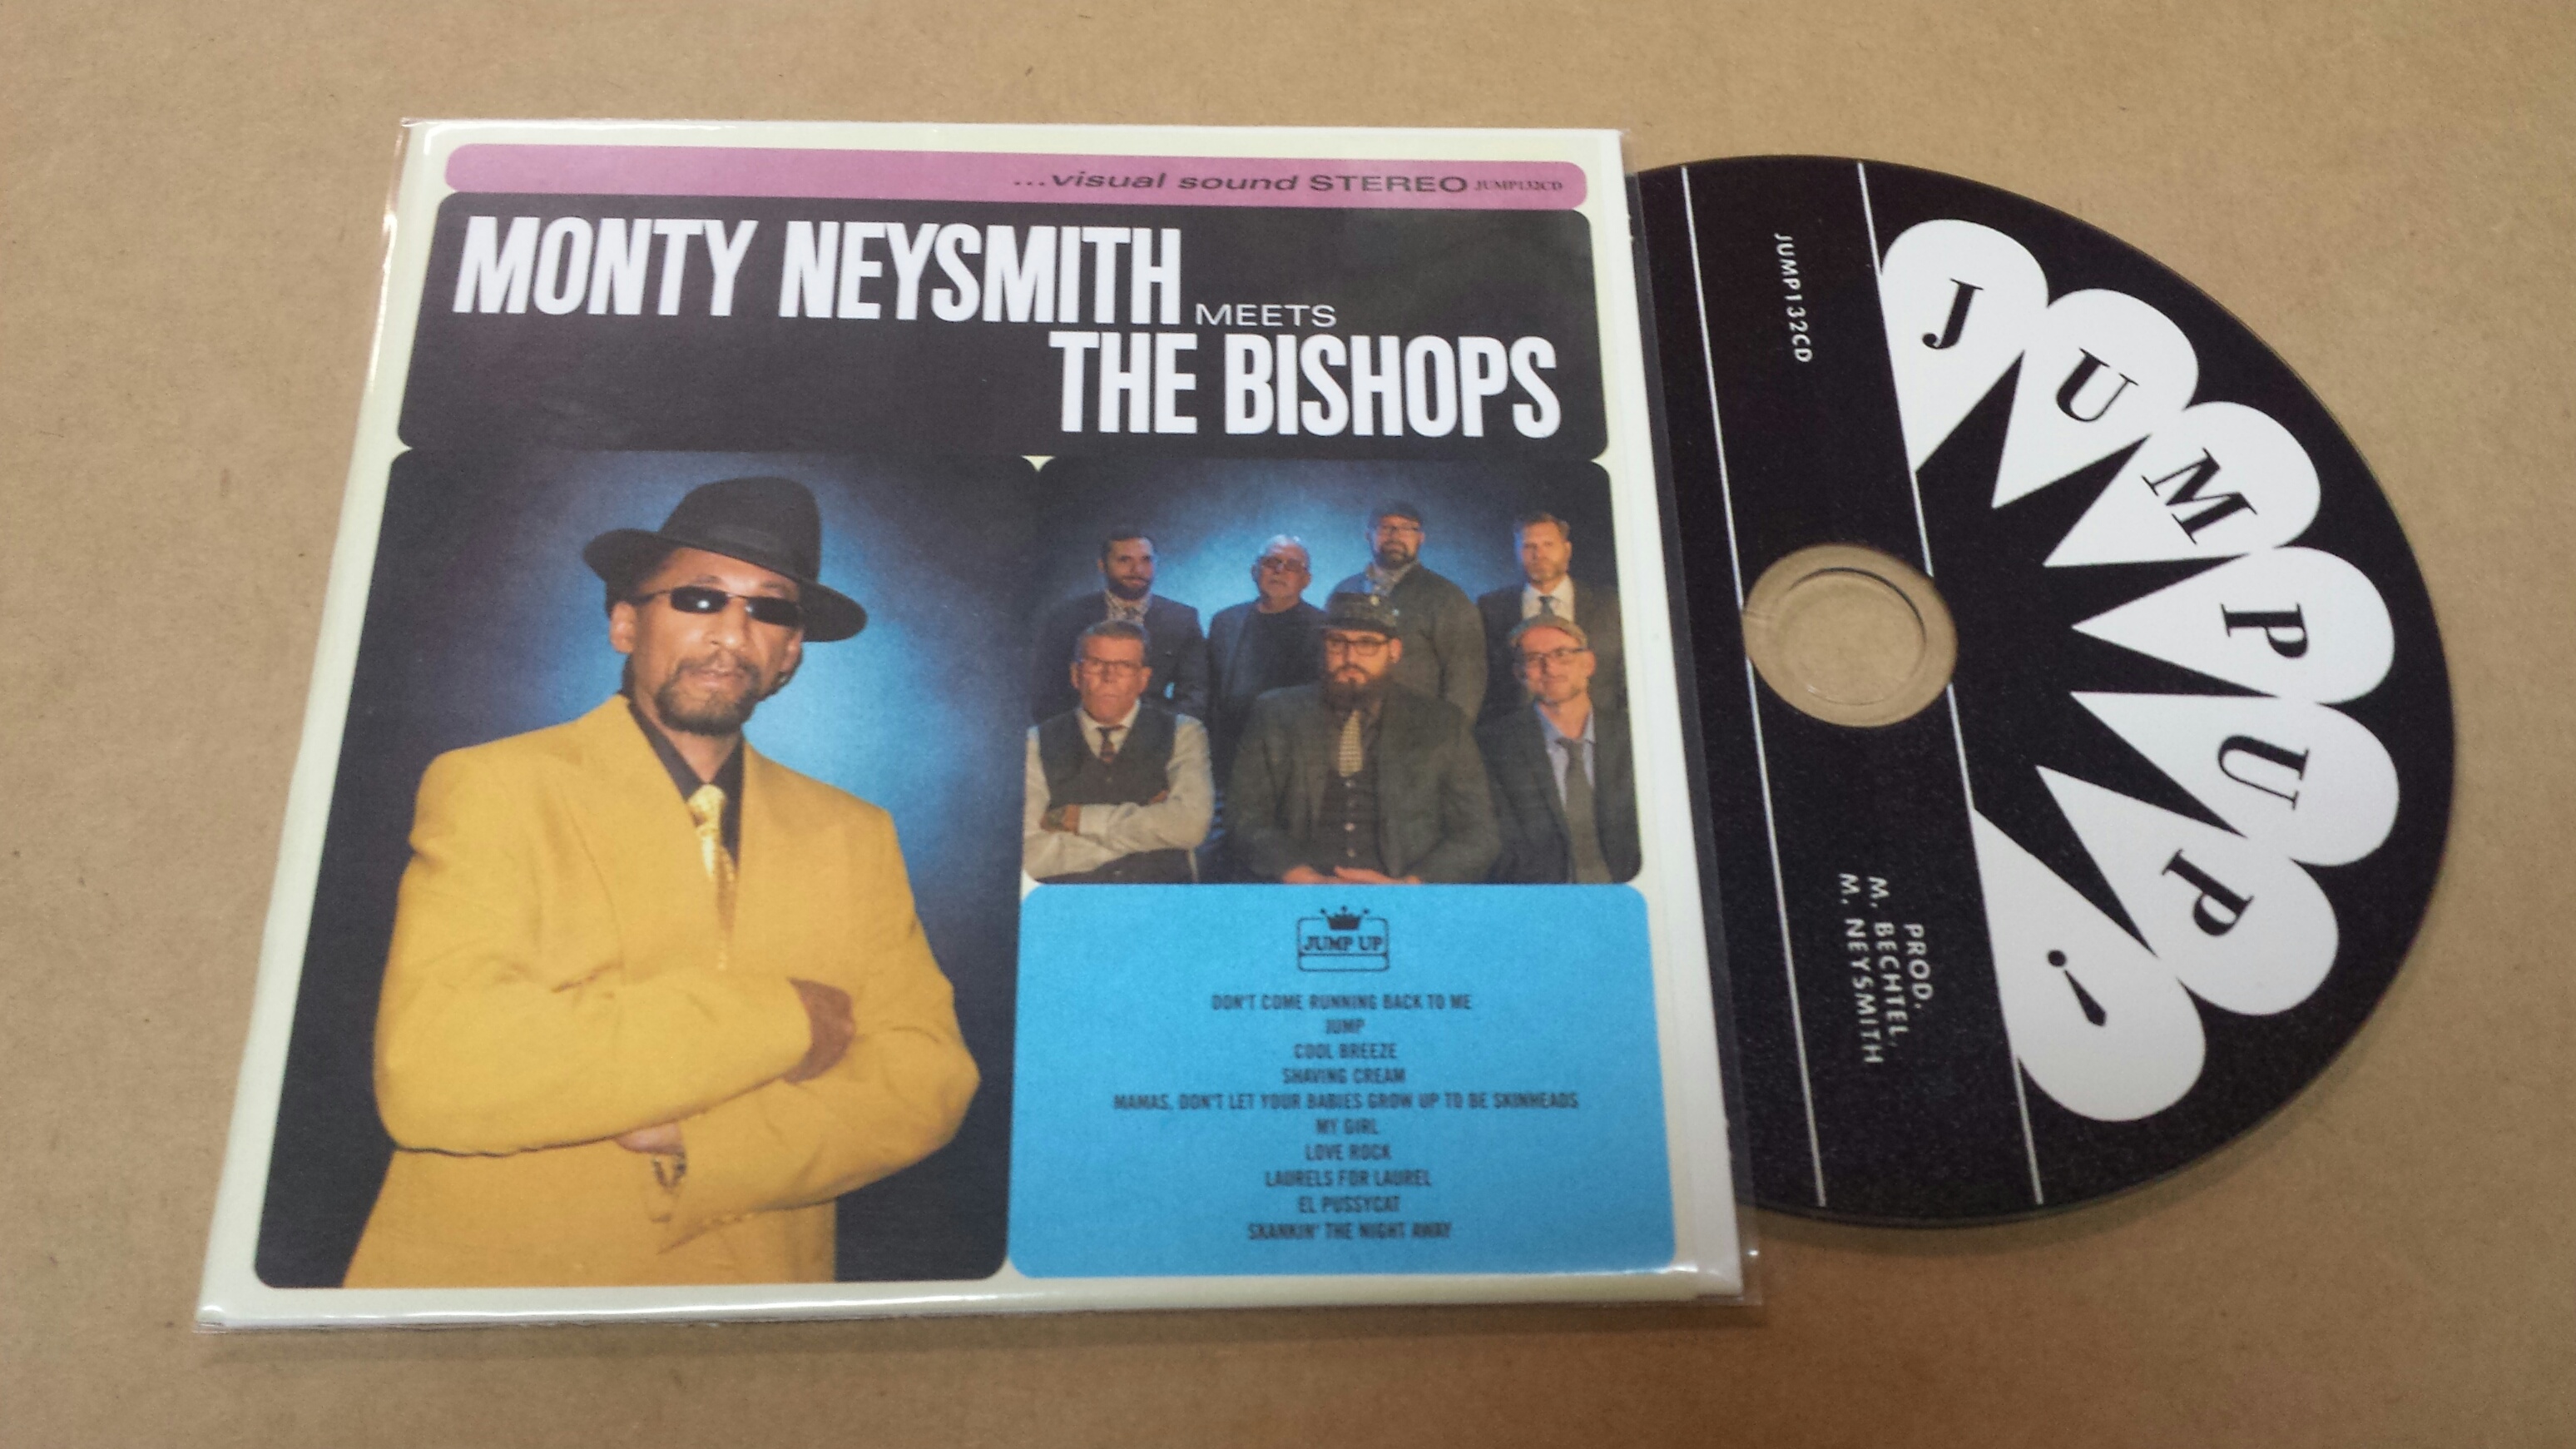 ...visual sound STEREO JUMP132CD
MONTY NEYSMITH MEETS
THE BISHOPS
JUMP UP
DON'T COME RUNNING BACK TO ME
JUMP
COOL BREEZE
SHAVING CREAM
MAMAS, DON'T LET YOUR BABIES GROW UP TO BE SKINHEADS
MY GIRL
LOVE ROCK
LAURELS FOR LAUREL
EL PUSSYCAT
SKANKIN' THE NIGHT AWAY
JUMP132CD
JUMP UP!
PROD.
M. BECHTEL,
M. NEYSMITH